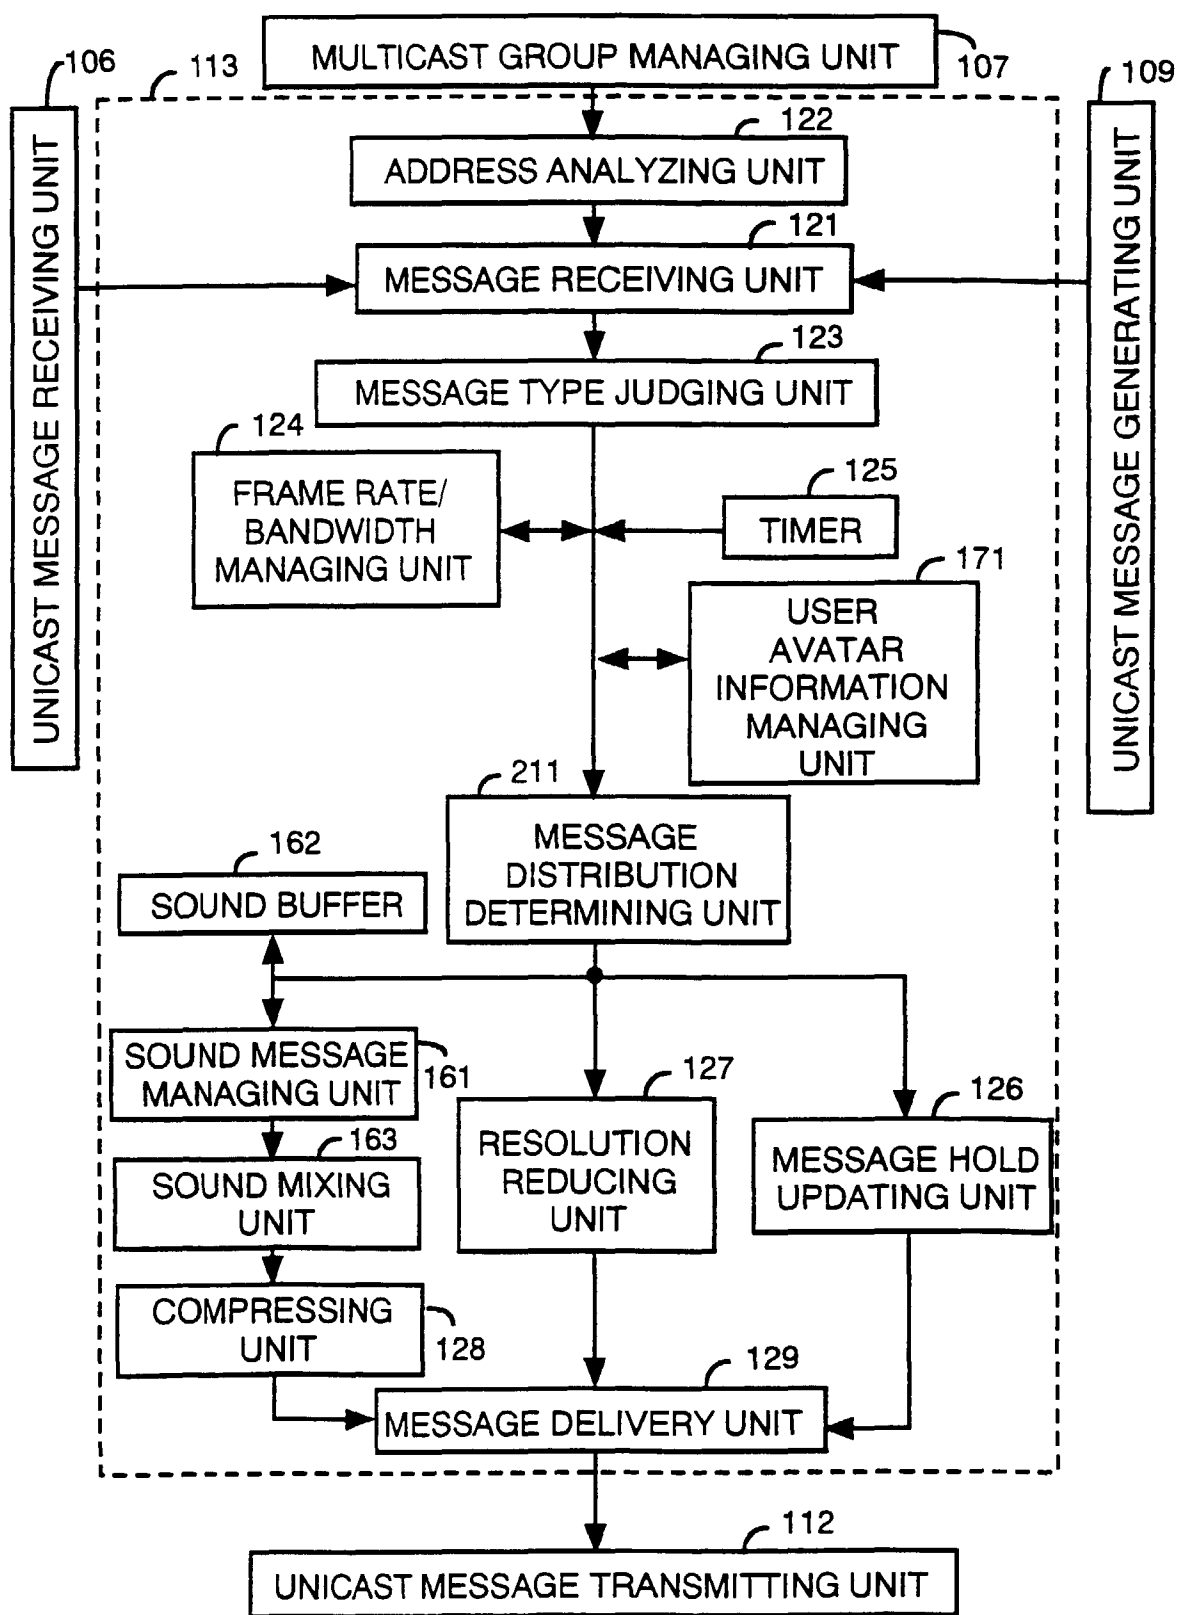 MULTICAST GROUP MANAGING UNIT
107
106
113
109
UNICAST MESSAGE RECEIVING UNIT
UNICAST MESSAGE GENERATING UNIT
122
ADDRESS ANALYZING UNIT
121
MESSAGE RECEIVING UNIT
123
MESSAGE TYPE JUDGING UNIT
124
FRAME RATE/
BANDWIDTH
MANAGING UNIT
125
TIMER
171
USER
AVATAR
INFORMATION
MANAGING
UNIT
211
MESSAGE
DISTRIBUTION
DETERMINING UNIT
162
SOUND BUFFER
SOUND MESSAGE
MANAGING UNIT
161
163
SOUND MIXING
UNIT
COMPRESSING
UNIT
128
127
RESOLUTION
REDUCING
UNIT
126
MESSAGE HOLD
UPDATING UNIT
129
MESSAGE DELIVERY UNIT
112
UNICAST MESSAGE TRANSMITTING UNIT